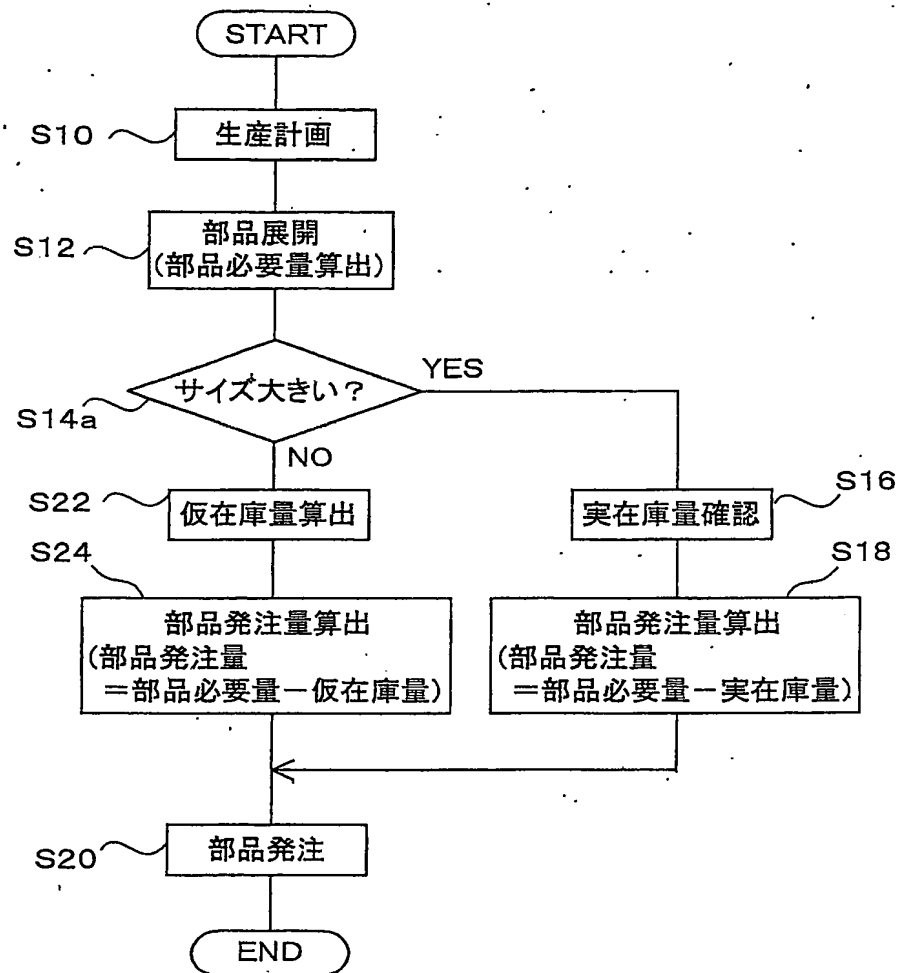 START
S10
生産計画
S12
部品展開
(部品必要量算出)
S14a
サイズ大きい？
YES
NO
S22
仮在庫量算出
S16
実在庫量確認
S24
部品発注量算出
(部品発注量
＝部品必要量－仮在庫量)
S18
部品発注量算出
(部品発注量
＝部品必要量－実在庫量)
S20
部品発注
END